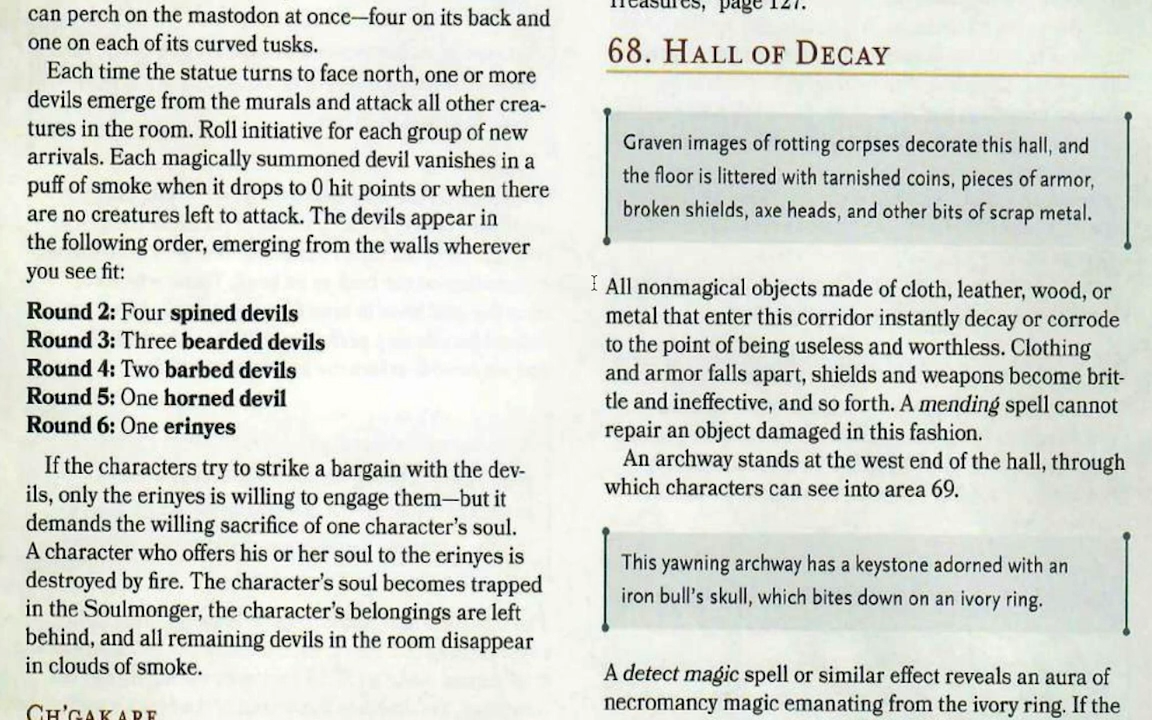 can perch on the mastodon at once—four on its back and
one on each of its curved tusks.
Each time the statue turns to face north, one or more
devils emerge from the murals and attack all other crea-
tures in the room. Roll initiative for each group of new
arrivals. Each magically summoned devil vanishes in a
puff of smoke when it drops to 0 hit points or when there
are no creatures left to attack. The devils appear in
the following order, emerging from the walls wherever
you see fit:
Round 2: Four spined devils
Round 3: Three bearded devils
Round 4: Two barbed devils
Round 5: One horned devil
Round 6: One erinyes
If the characters try to strike a bargain with the dev-
ils, only the erinyes is willing to engage them—but it
demands the willing sacrifice of one character's soul.
A character who offers his or her soul to the erinyes is
destroyed by fire. The character's soul becomes trapped
in the Soulmonger, the character's belongings are left
behind, and all remaining devils in the room disappear
in clouds of smoke.
Ch'gakare
Treasures," page 127.
68. Hall of Decay
Graven images of rotting corpses decorate this hall, and
the floor is littered with tarnished coins, pieces of armor,
broken shields, axe heads, and other bits of scrap metal.
All nonmagical objects made of cloth, leather, wood, or
metal that enter this corridor instantly decay or corrode
to the point of being useless and worthless. Clothing
and armor falls apart, shields and weapons become brit-
tle and ineffective, and so forth. A mending spell cannot
repair an object damaged in this fashion.
An archway stands at the west end of the hall, through
which characters can see into area 69.
This yawning archway has a keystone adorned with an
iron bull's skull, which bites down on an ivory ring.
A detect magic spell or similar effect reveals an aura of
necromancy magic emanating from the ivory ring. If the